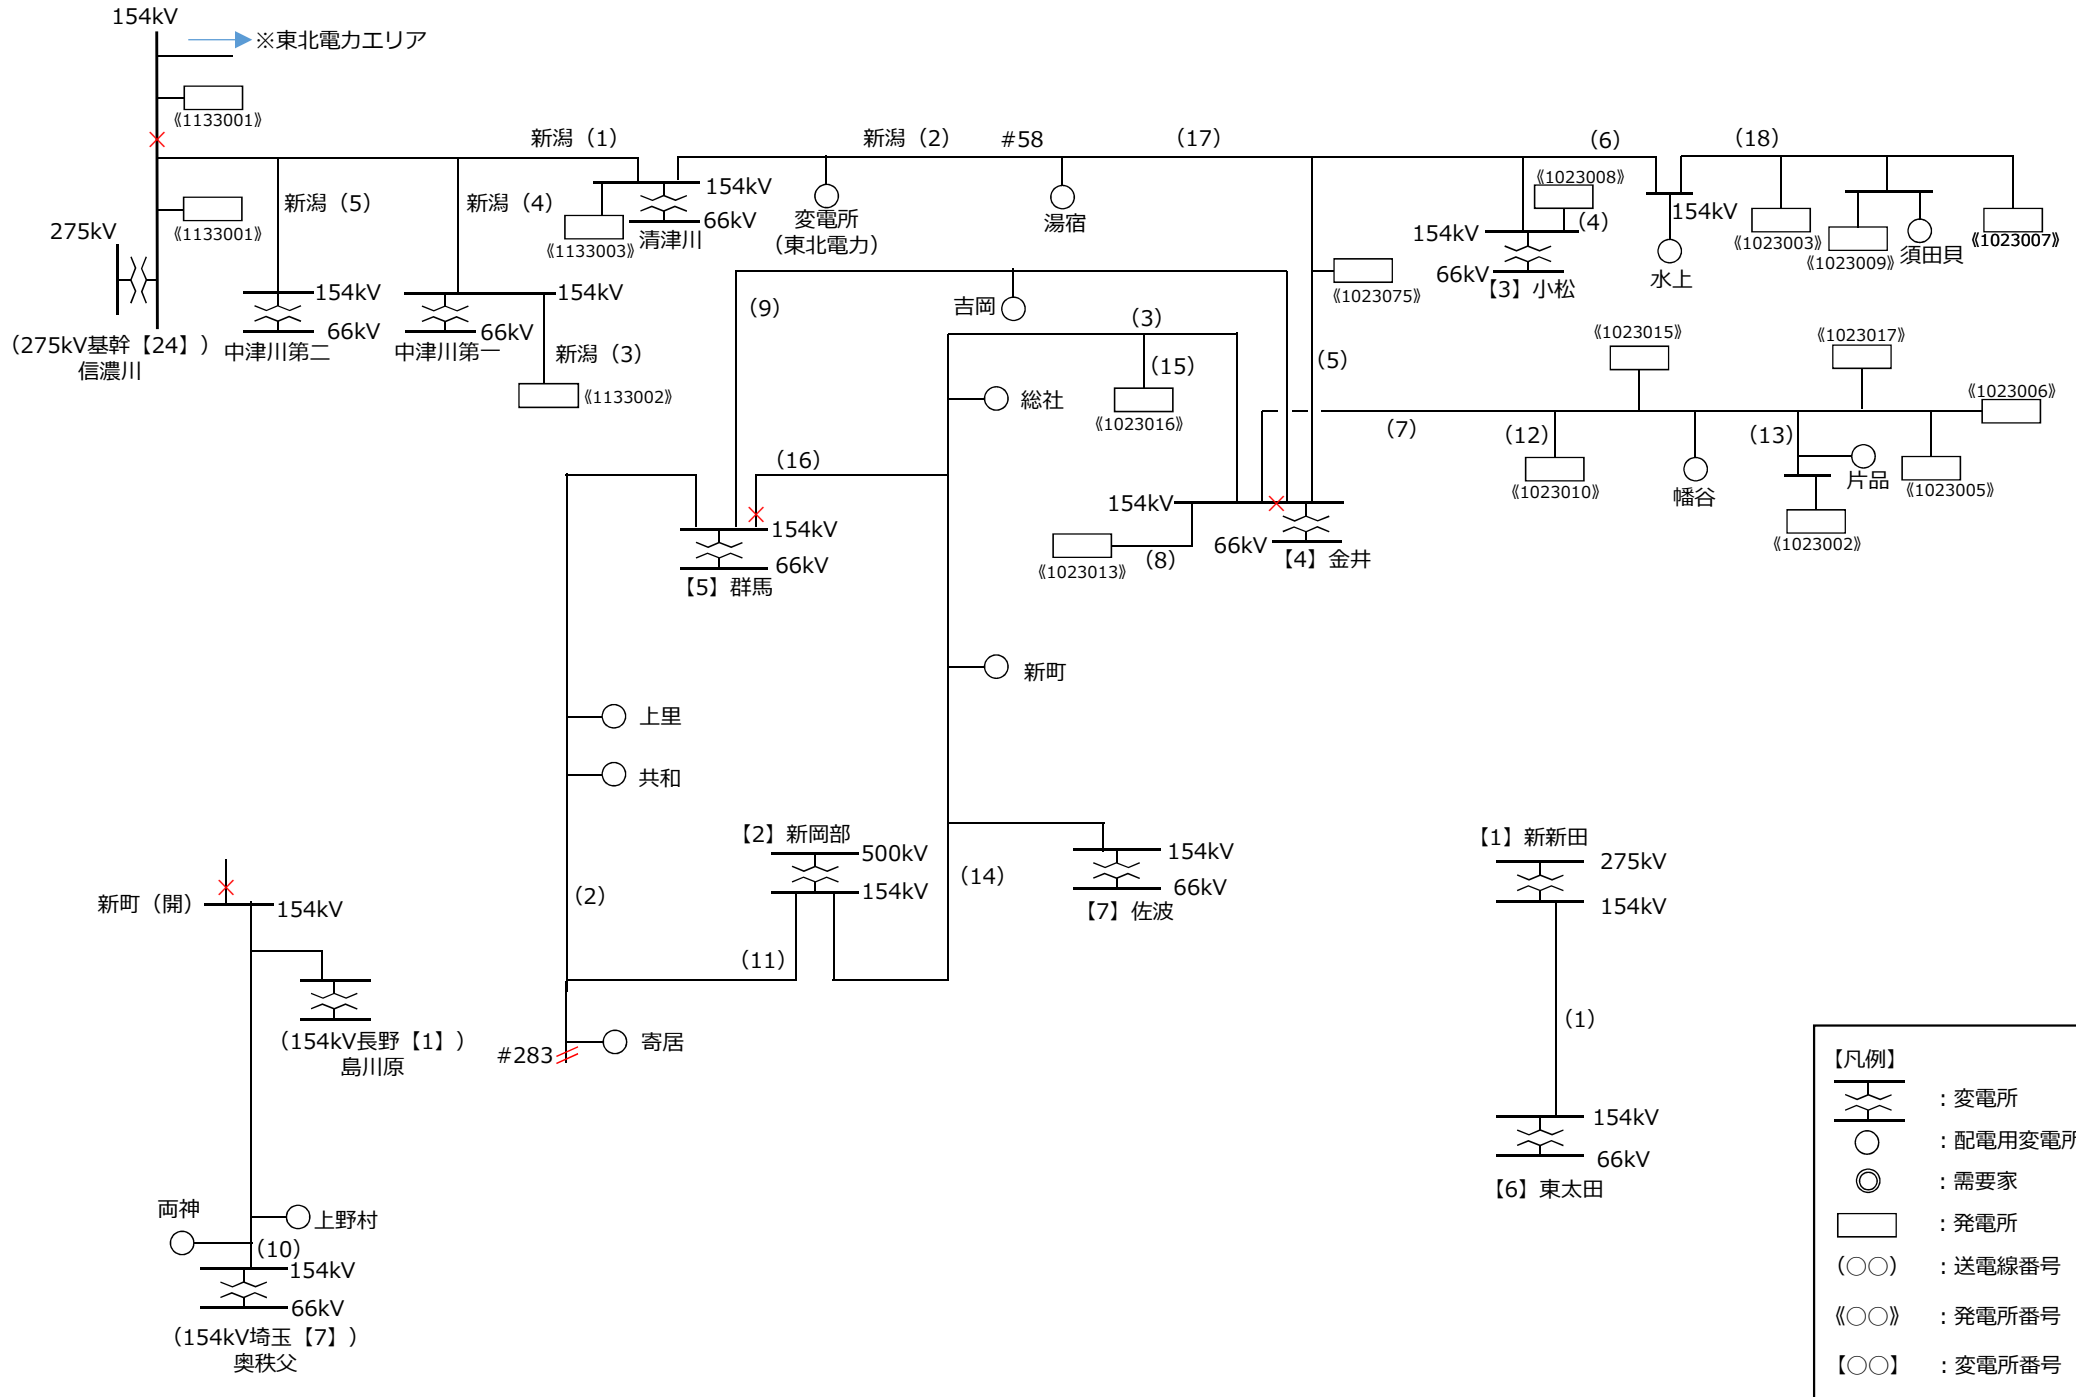 154kV
※東北電力エリア
《1133001》
新潟（1）
新潟（2）
#58
（17）
（6）
（18）
《1133001》
275kV
新潟（5）
新潟（4）
154kV
66kV
清津川
《1133003》
変電所
（東北電力）
湯宿
《1023008》
（4）
154kV
66kV
【3】小松
154kV
水上
《1023003》
《1023009》
須田貝
《1023007》
（275kV基幹【24】）
信濃川
154kV
66kV
中津川第二
154kV
66kV
中津川第一
新潟（3）
《1133002》
（9）
吉岡
《1023075》
（3）
（15）
《1023016》
（5）
総社
《1023015》
《1023017》
《1023006》
（7）
（12）
《1023010》
幡谷
（13）
片品
《1023005》
《1023002》
（16）
154kV
66kV
【5】群馬
154kV
66kV
【4】金井
《1023013》
（8）
新町
上里
共和
【2】新岡部
500kV
154kV
（2）
（11）
（14）
154kV
66kV
【7】佐波
【1】新新田
275kV
154kV
（1）
154kV
66kV
【6】東太田
#283
寄居
新町（開）
154kV
（154kV長野【1】）
島川原
両神
上野村
（10）
154kV
66kV
（154kV埼玉【7】）
奥秩父
【凡例】
：変電所
：配電用変電所
：需要家
：発電所
（○○）：送電線番号
《○○》：発電所番号
【○○】：変電所番号